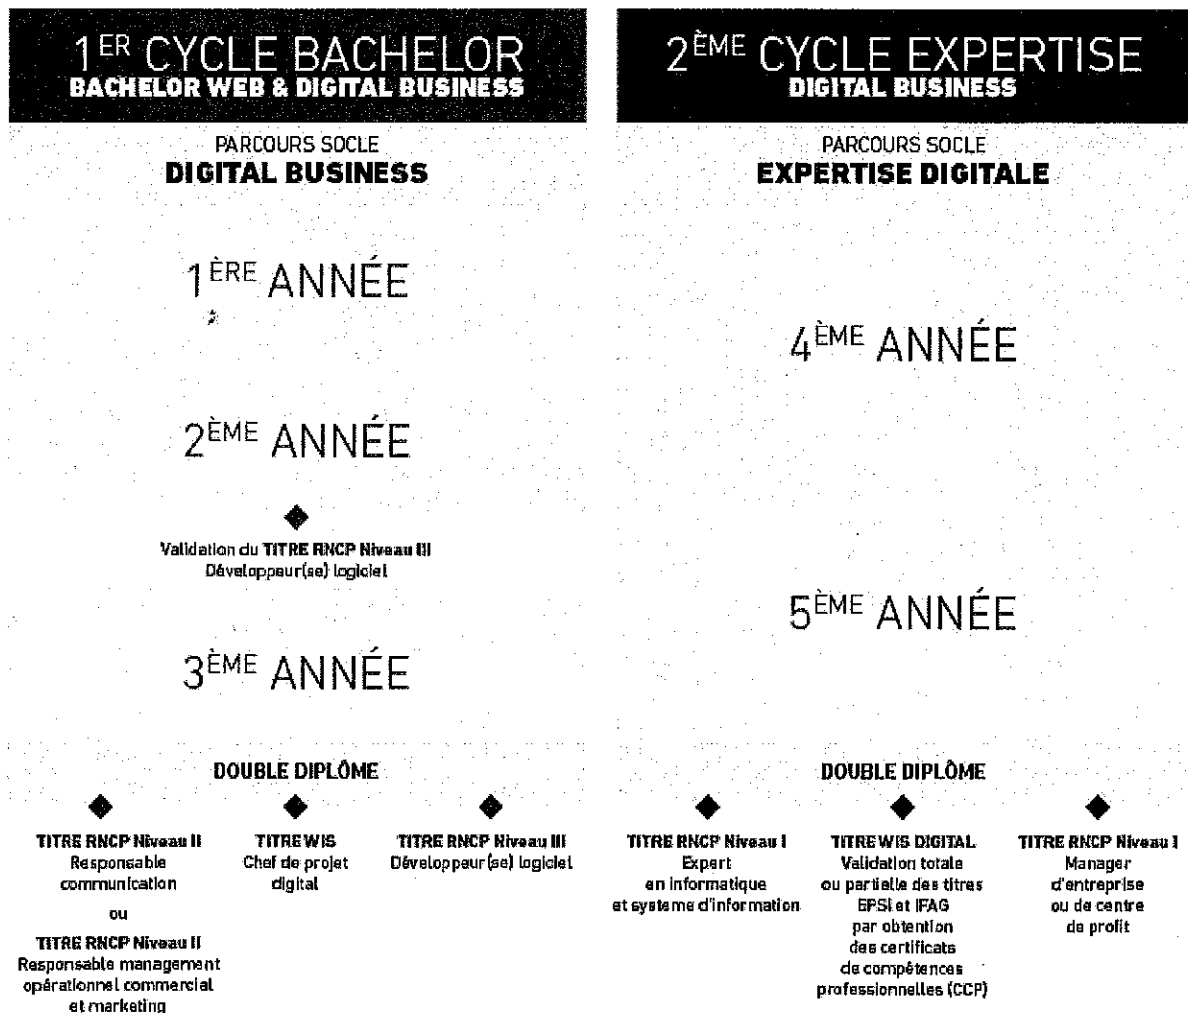 1ER CYCLE BACHELOR
BACHELOR WEB & DIGITAL BUSINESS
PARCOURS SOCLE
DIGITAL BUSINESS
1ÈRE ANNÉE
2ÈME ANNÉE
Validation du TITRE RNCP Niveau III
Développeur(se) logiciel
3ÈME ANNÉE
DOUBLE DIPLÔME
TITRE RNCP Niveau II
Responsable
communication
ou
TITRE RNCP Niveau II
Responsable management
opérationnel commercial
et marketing
TITRE WIS
Chef de projet
digital
TITRE RNCP Niveau III
Développeur(se) logiciel
2ÈME CYCLE EXPERTISE
DIGITAL BUSINESS
PARCOURS SOCLE
EXPERTISE DIGITALE
4ÈME ANNÉE
5ÈME ANNÉE
DOUBLE DIPLÔME
TITRE RNCP Niveau I
Expert
en informatique
et systeme d'information
TITRE WIS DIGITAL
Validation totale
ou partielle des titres
EPSI et IFAG
par obtention
des certificats
de compétences
professionnelles (CCP)
TITRE RNCP Niveau I
Manager
d'entreprise
ou de centre
de profit